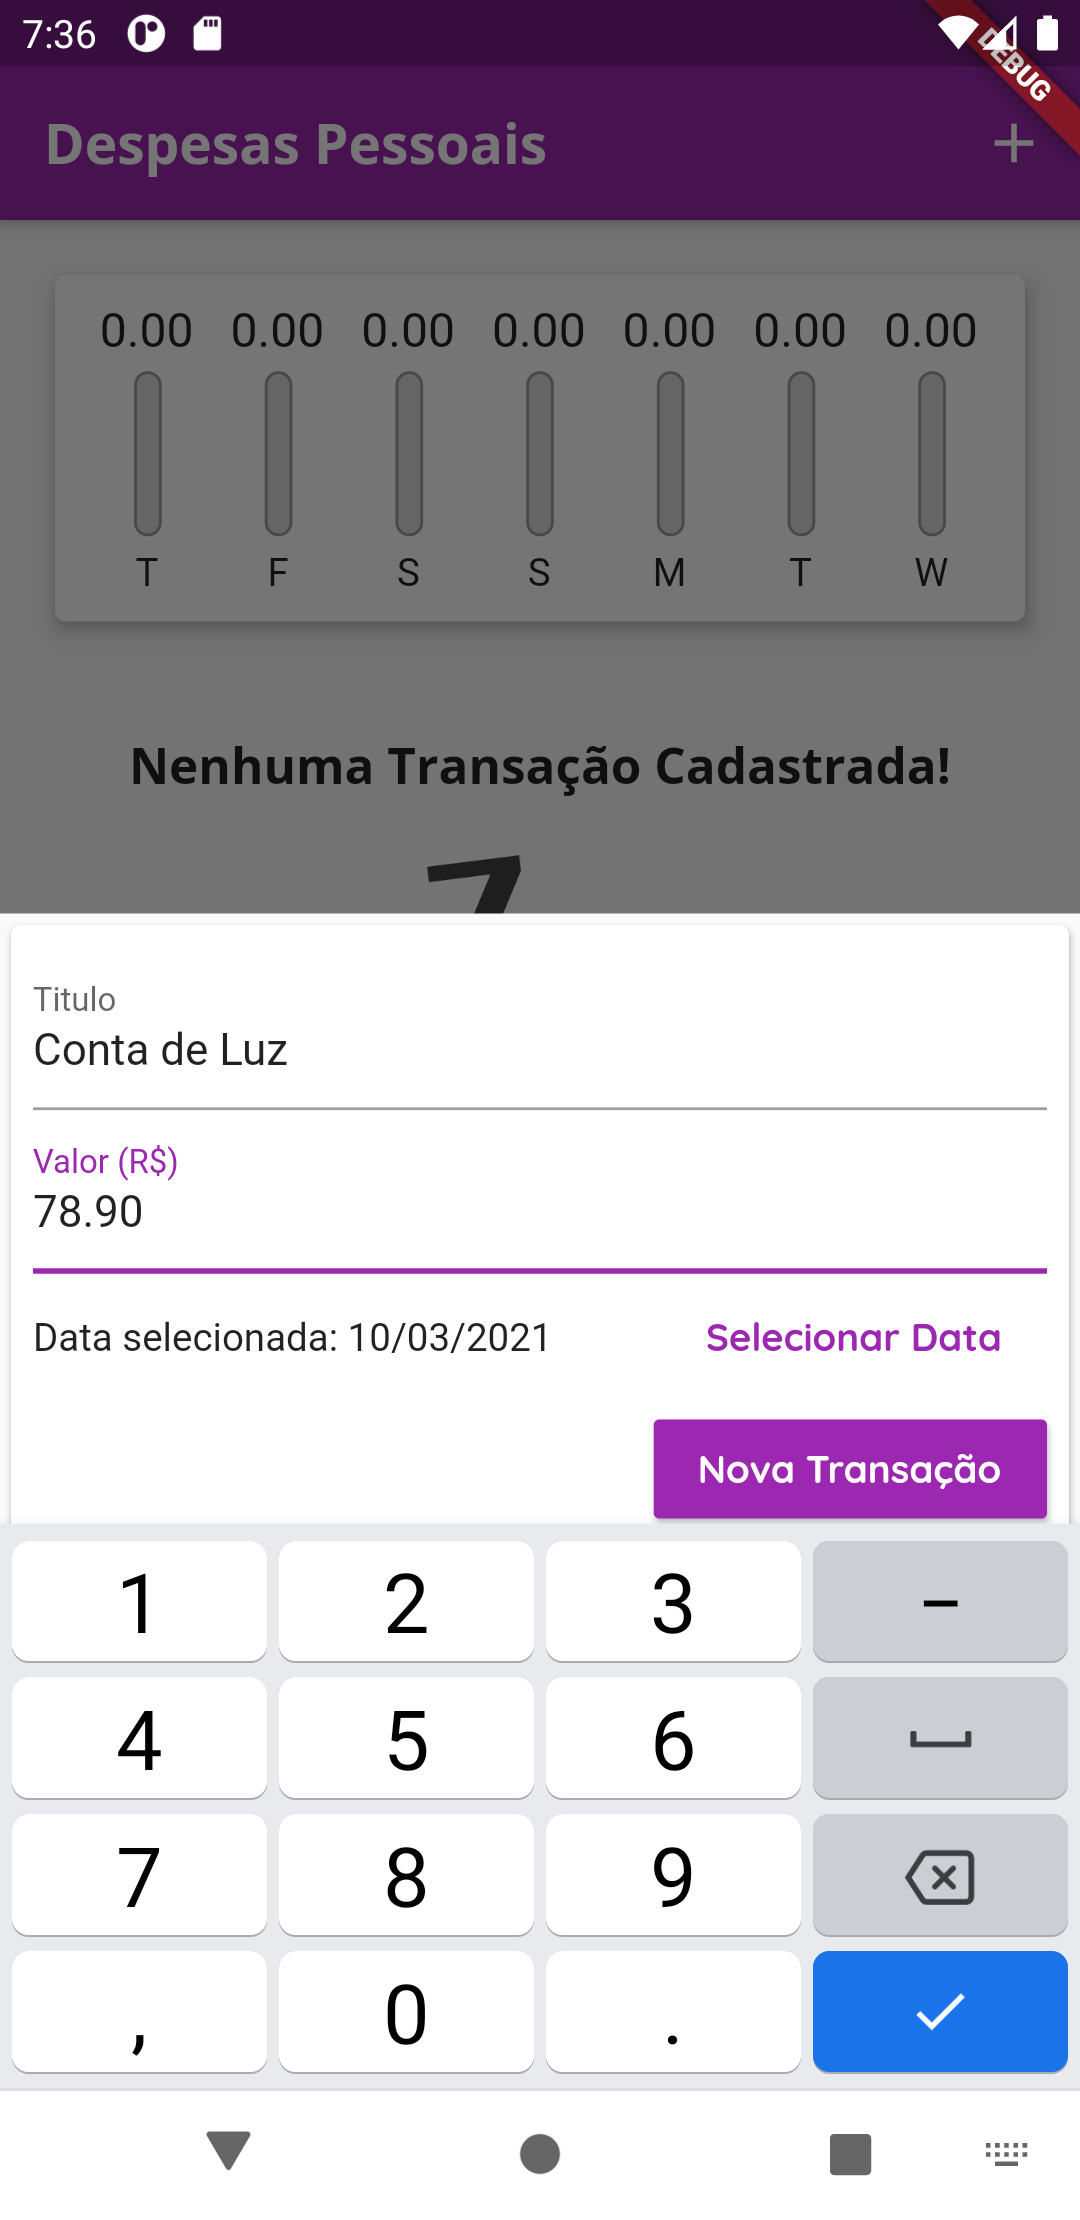 7:36
DEBUG
Despesas Pessoais
0.00 0.00 0.00 0.00 0.00 0.00 0.00
T F S S M T W
Nenhuma Transação Cadastrada!
Titulo
Conta de Luz
Valor (R$)
78.90
Data selecionada: 10/03/2021 Selecionar Data
Nova Transação
1 2 3 –
4 5 6
7 8 9
, 0 .